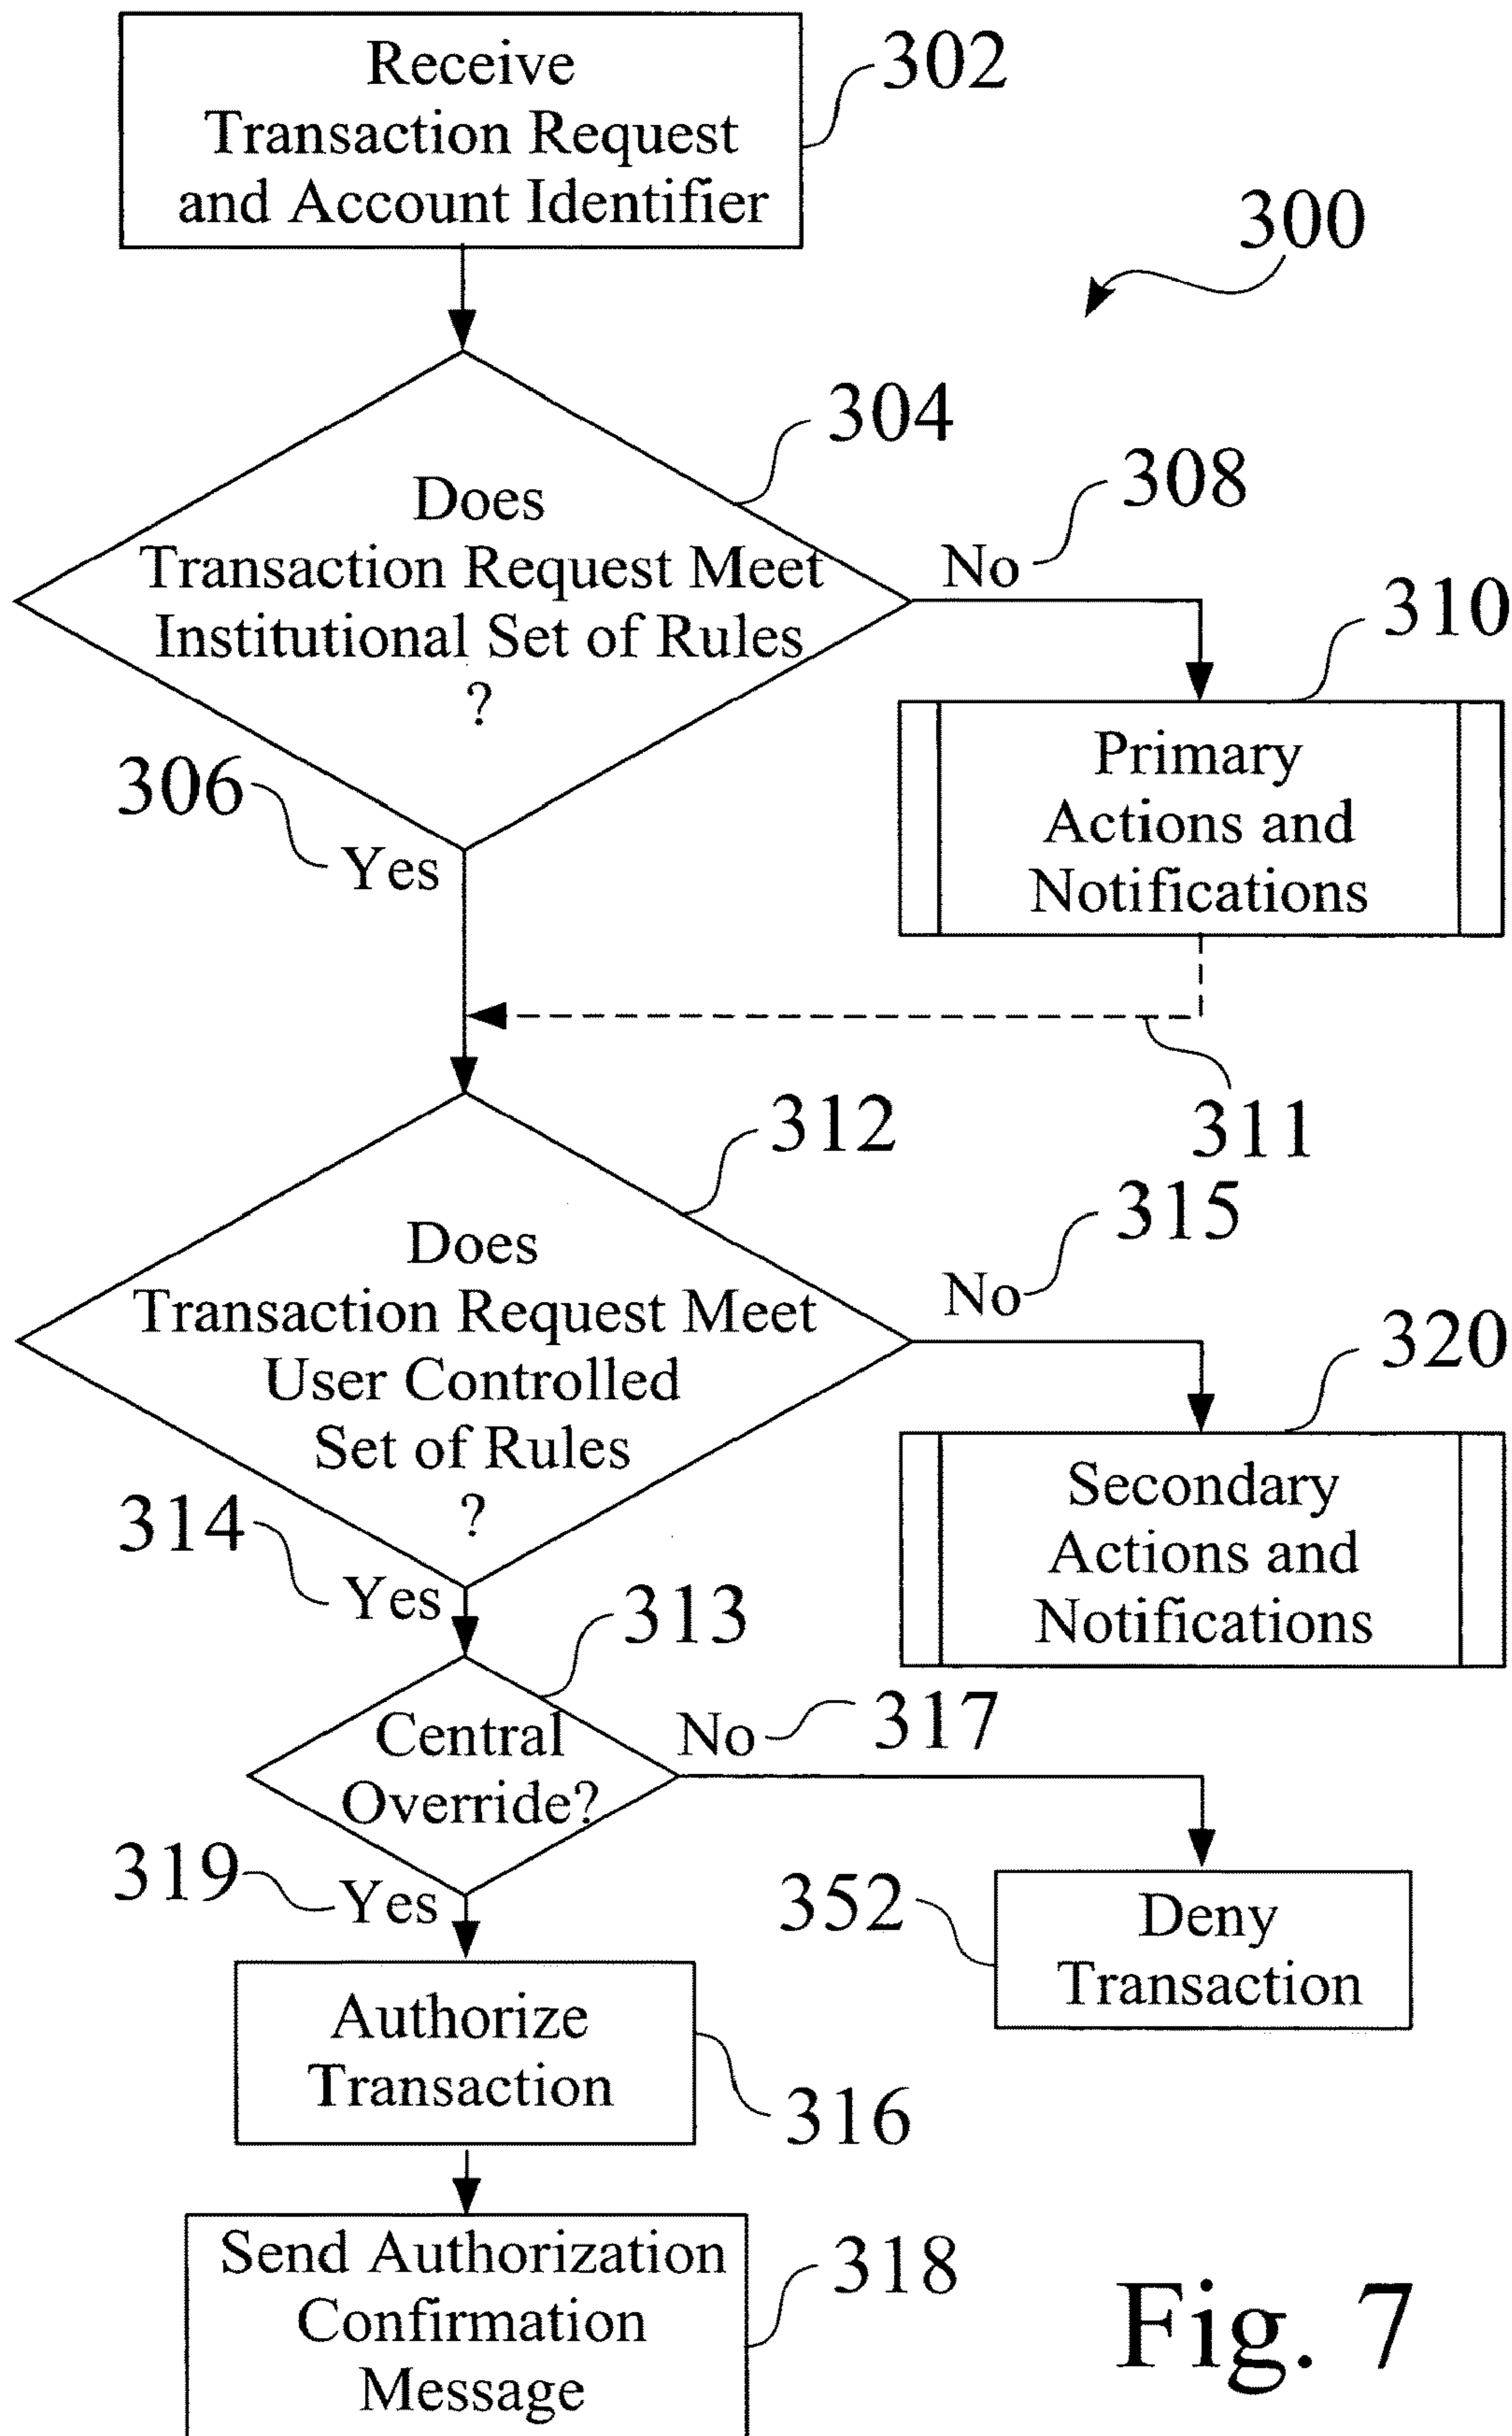 Receive
Transaction Request
and Account Identifier
302
300
304
Does
Transaction Request Meet
Institutional Set of Rules
?
No
308
310
Primary
Actions and
Notifications
306
Yes
311
312
Does
Transaction Request Meet
User Controlled
Set of Rules
?
No
315
320
Secondary
Actions and
Notifications
314
Yes
313
Central
Override?
No
317
319
Yes
352
Deny
Transaction
Authorize
Transaction
316
Send Authorization
Confirmation
Message
318
Fig. 7